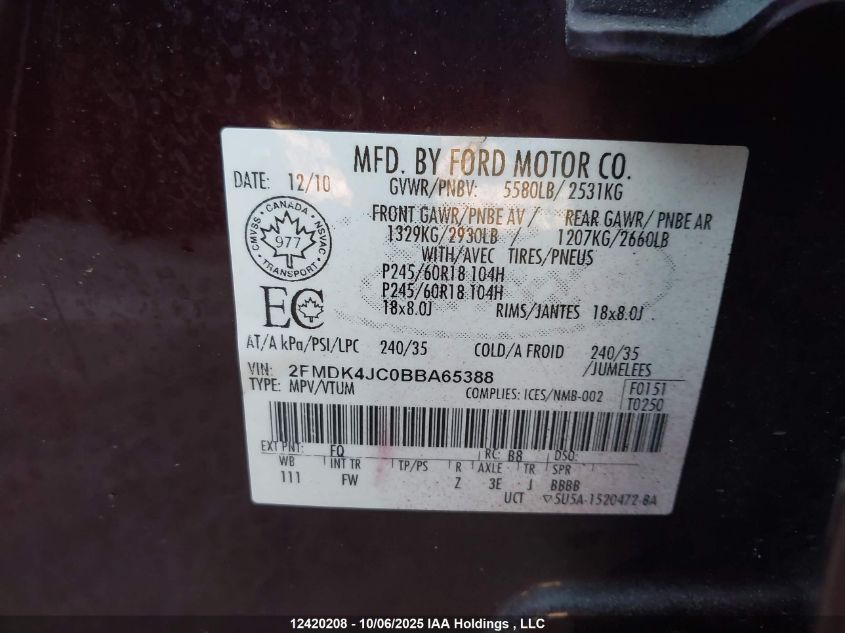 MFD. BY FORD MOTOR CO.
DATE: 12/10 GVWR/PNBV: 5580LB/ 2531KG
FRONT GAWR/PNBE AV / REAR GAWR/ PNBE AR
1329KG/2930LB / 1207KG/2660LB
WITH/AVEC TIRES/PNEUS
CMVSS · CANADA · NSVAC
977
TRANSPORT
P245/60R18 104H
P245/60R18 104H
18x8.0J RIMS/JANTES 18x8.0J
EC
AT/A kPa/PSI/LPC 240/35 COLD/A FROID 240/35
/JUMELEES
VIN: 2FMDK4JC0BBA65388
TYPE: MPV/VTUM COMPLIES: ICES/NMB-002
F0151
T0250
EXT PNT: FQ RC: B8 DSO:
WB INT TR TP/PS R AXLE TR SPR
111 FW Z 3E J BBBB
UCT ▽5U5A-1520472-BA
12420208 - 10/06/2025 IAA Holdings , LLC